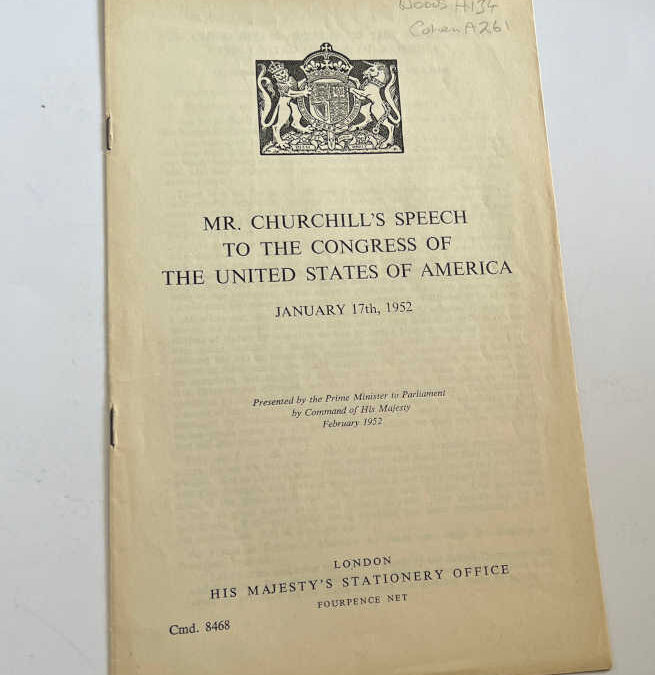 Woods A134
Cohen A261
MR. CHURCHILL'S SPEECH
TO THE CONGRESS OF
THE UNITED STATES OF AMERICA
JANUARY 17th, 1952
Presented by the Prime Minister to Parliament
by Command of His Majesty
February 1952
LONDON
HIS MAJESTY'S STATIONERY OFFICE
FOURPENCE NET
Cmd. 8468